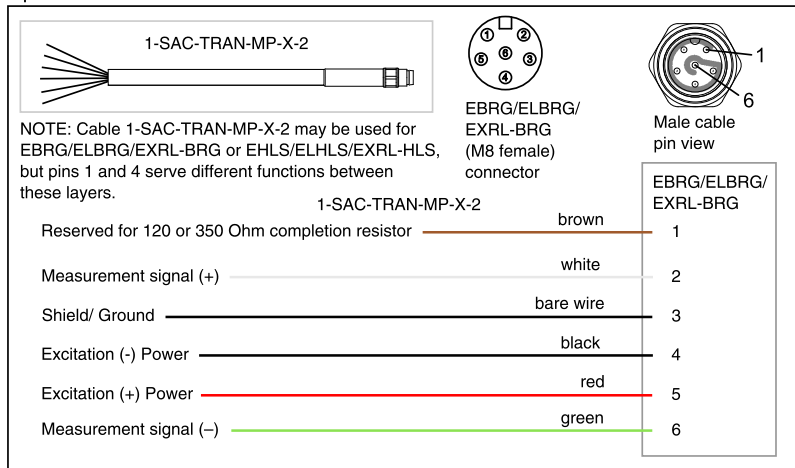 1-SAC-TRAN-MP-X-2
NOTE: Cable 1-SAC-TRAN-MP-X-2 may be used for
EBRG/ELBRG/EXRL-BRG or EHLS/ELHLS/EXRL-HLS,
but pins 1 and 4 serve different functions between
these layers.
1 2
5 6 3
4
EBRG/ELBRG/
EXRL-BRG
(M8 female)
connector
1
6
Male cable
pin view
1-SAC-TRAN-MP-X-2
EBRG/ELBRG/
EXRL-BRG
Reserved for 120 or 350 Ohm completion resistor brown 1
Measurement signal (+) white 2
Shield/ Ground bare wire 3
Excitation (-) Power black 4
Excitation (+) Power red 5
Measurement signal (–) green 6